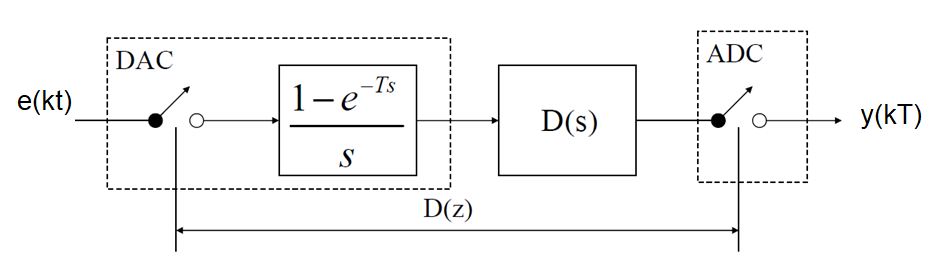 DAC
ADC
e(kt)
1 − e^{−Ts}
s
D(s)
y(kT)
D(z)